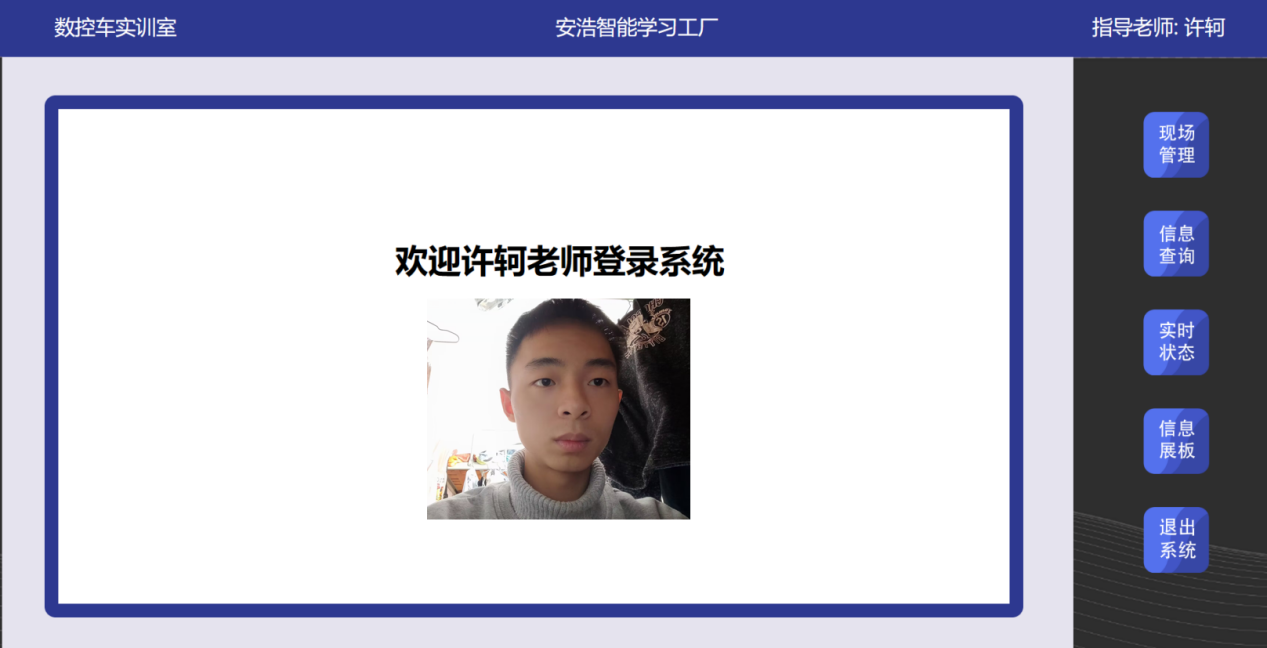 数控车实训室
安浩智能学习工厂
指导老师: 许轲
欢迎许轲老师登录系统
现场
管理
信息
查询
实时
状态
信息
展板
退出
系统